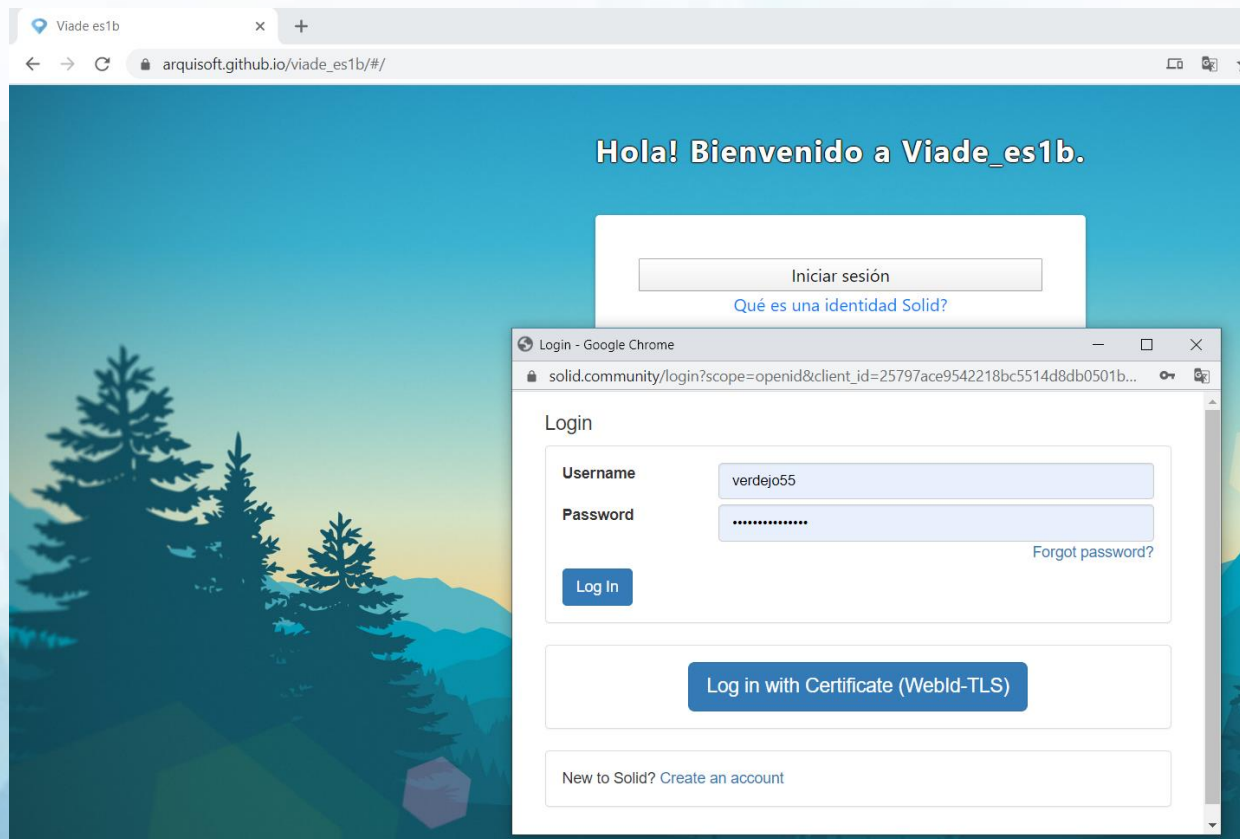 Viade es1b
arquisoft.github.io/viade_es1b/#/
Hola! Bienvenido a Viade_es1b.
Iniciar sesión
Qué es una identidad Solid?
Login - Google Chrome
solid.community/login?scope=openid&client_id=25797ace9542218bc5514d8db0501b...
Login
Username
verdejo55
Password
•••••••••••••••
Forgot password?
Log In
Log in with Certificate (WebId-TLS)
New to Solid? Create an account